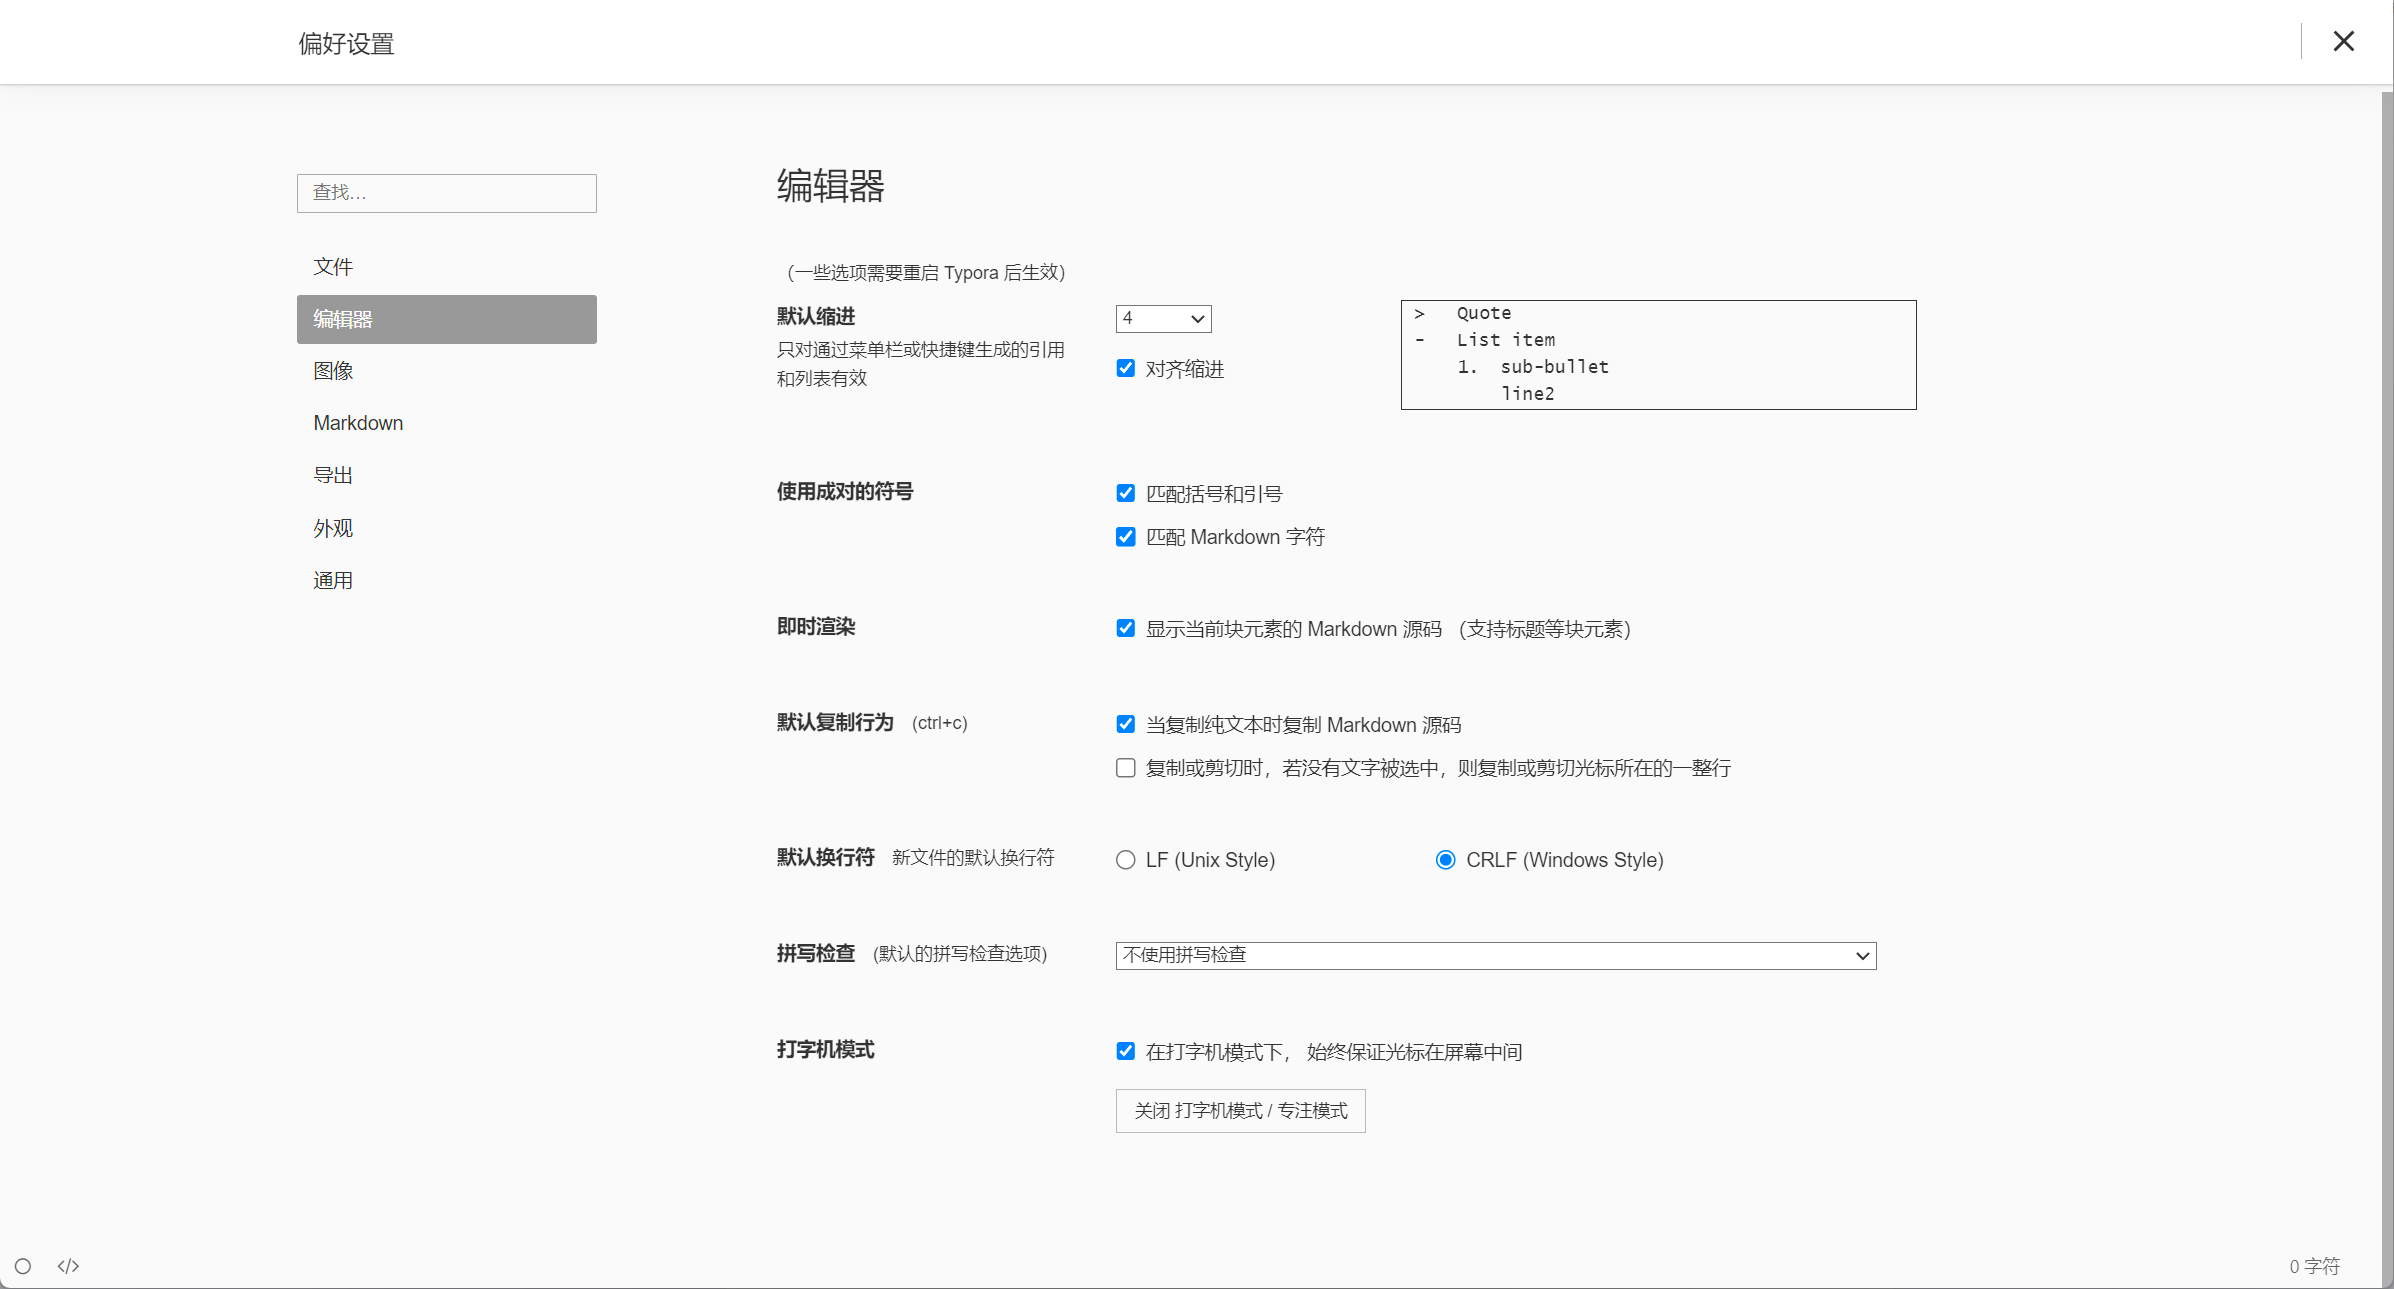 偏好设置
查找...
文件
编辑器
图像
Markdown
导出
外观
通用
编辑器
（一些选项需要重启 Typora 后生效）
默认缩进
只对通过菜单栏或快捷键生成的引用
和列表有效
4
对齐缩进
>   Quote
-   List item
    1.  sub-bullet
        line2
使用成对的符号
匹配括号和引号
匹配 Markdown 字符
即时渲染
显示当前块元素的 Markdown 源码 （支持标题等块元素）
默认复制行为 (ctrl+c)
当复制纯文本时复制 Markdown 源码
复制或剪切时，若没有文字被选中，则复制或剪切光标所在的一整行
默认换行符 新文件的默认换行符
LF (Unix Style)
CRLF (Windows Style)
拼写检查 (默认的拼写检查选项)
不使用拼写检查
打字机模式
在打字机模式下， 始终保证光标在屏幕中间
关闭 打字机模式 / 专注模式
</>
0 字符